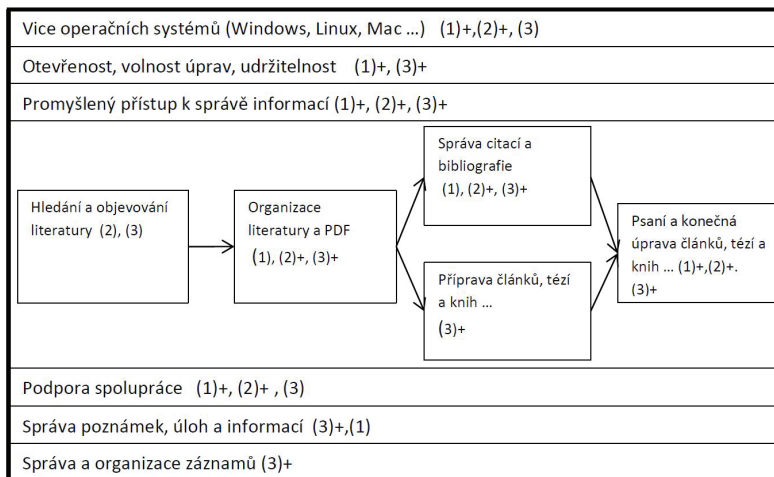 Vice operačních systémů (Windows, Linux, Mac ...) (1)+,(2)+, (3)
Otevřenost, volnost úprav, udržitelnost (1)+, (3)+
Promyšlený přístup k správě informací (1)+, (2)+, (3)+
Hledání a objevování
literatury (2), (3)
Organizace
literatury a PDF
(1), (2)+, (3)+
Správa citací a
bibliografie
(1), (2)+, (3)+
Příprava článků, tézí
a knih ...
(3)+
Psaní a konečná
úprava článků, tézí a
knih ... (1)+,(2)+.
(3)+
Podpora spolupráce (1)+, (2)+ , (3)
Správa poznámek, úloh a informací (3)+,(1)
Správa a organizace záznamů (3)+